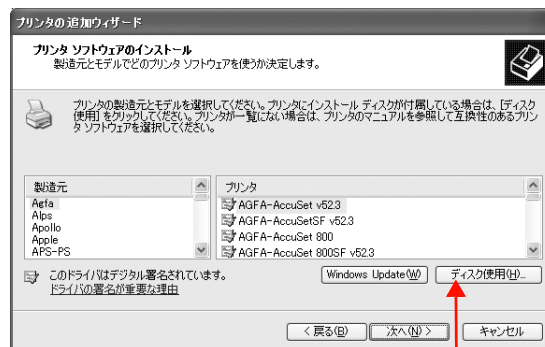 プリンタの追加ウィザード
プリンタ ソフトウェアのインストール
製造元とモデルでどのプリンタ ソフトウェアを使うか決定します。
プリンタの製造元とモデルを選択してください。プリンタにインストール ディスクが付属している場合は、[ディスク
使用] をクリックしてください。プリンタが一覧にない場合は、プリンタのマニュアルを参照して互換性のあるプリン
タ ソフトウェアを選択してください。
製造元
Agfa
Alps
Apollo
Apple
APS-PS
プリンタ
AGFA-AccuSet v52.3
AGFA-AccuSetSF v52.3
AGFA-AccuSet 800
AGFA-AccuSet 800SF v52.3
このドライバはデジタル署名されています。
ドライバの署名が重要な理由
Windows Update(W)
ディスク使用(H)...
< 戻る(B)
次へ(N) >
キャンセル